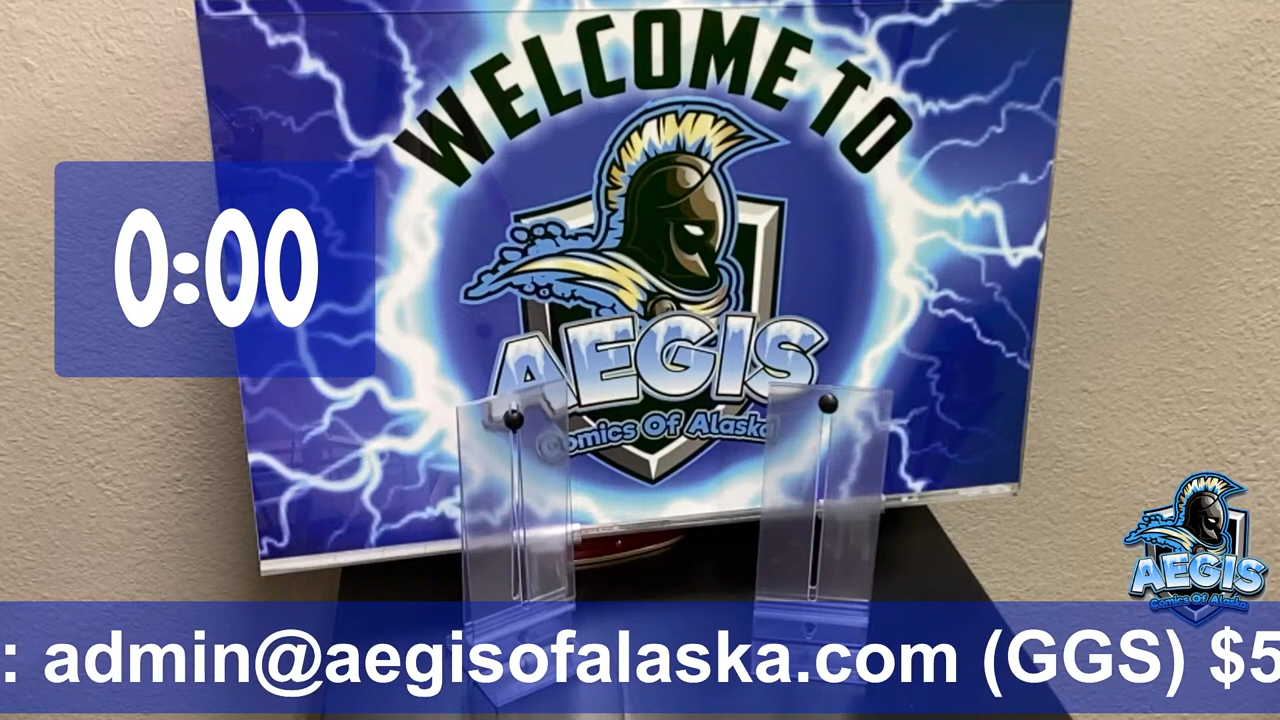 WELCOME TO
0:00
AEGIS
Comics Of Alaska
AEGIS
Comics Of Alaska
: admin@aegisofalaska.com (GGS) $5